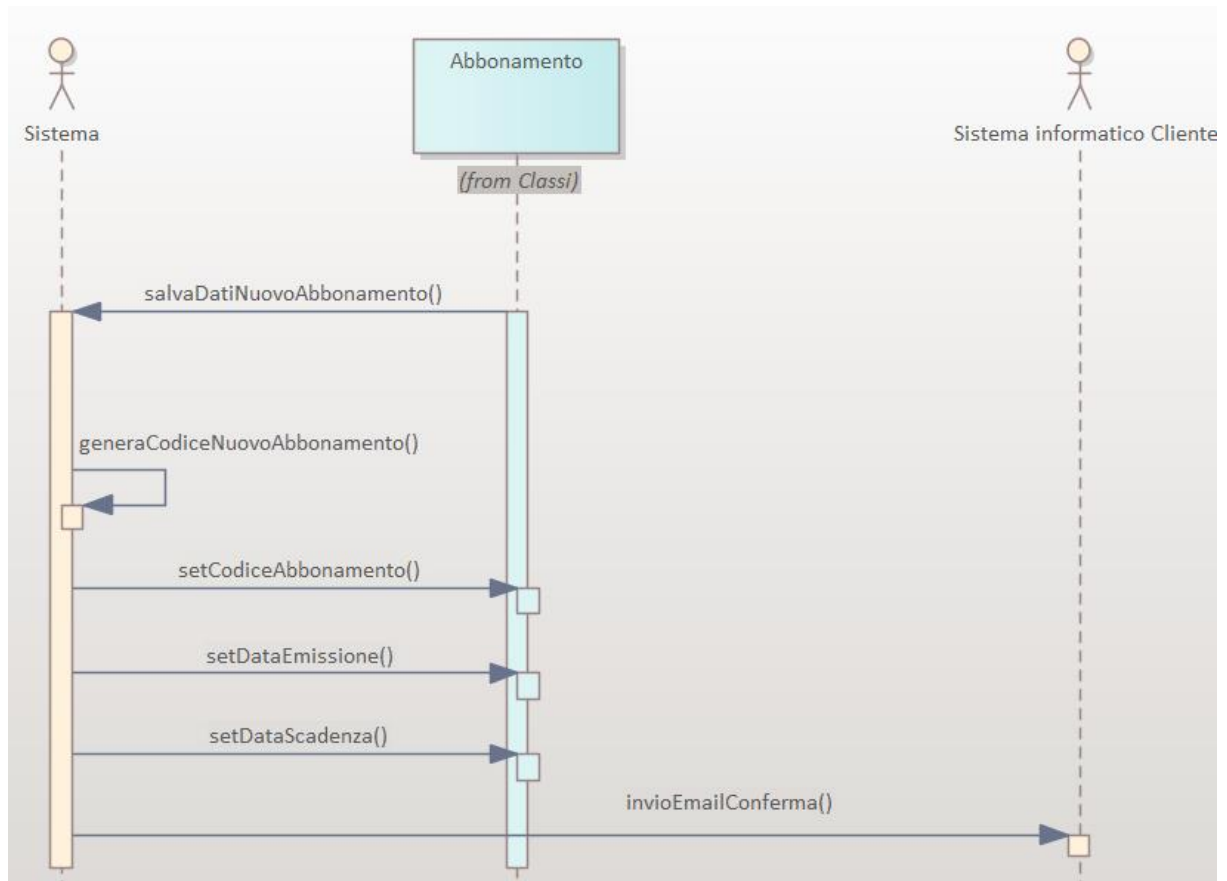 Abbonamento
Sistema
Sistema informatico Cliente
(from Classi)
salvaDatiNuovoAbbonamento()
generaCodiceNuovoAbbonamento()
setCodiceAbbonamento()
setDataEmissione()
setDataScadenza()
invioEmailConferma()